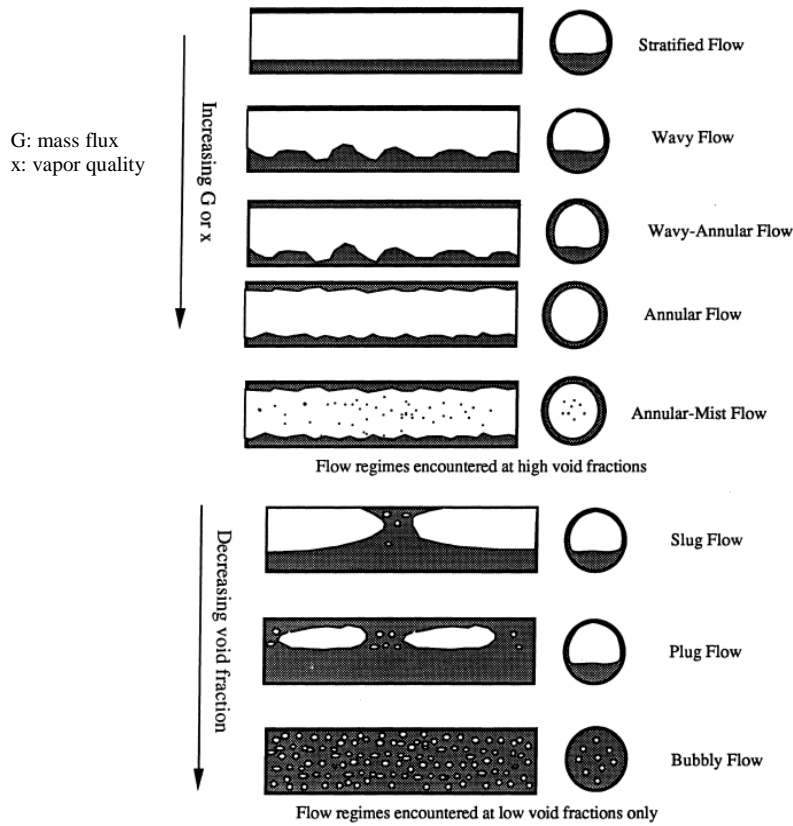 Stratified Flow
Increasing G or x
G: mass flux
x: vapor quality
Wavy Flow
Wavy-Annular Flow
Annular Flow
Annular-Mist Flow
Flow regimes encountered at high void fractions
Decreasing void fraction
Slug Flow
Plug Flow
Bubbly Flow
Flow regimes encountered at low void fractions only